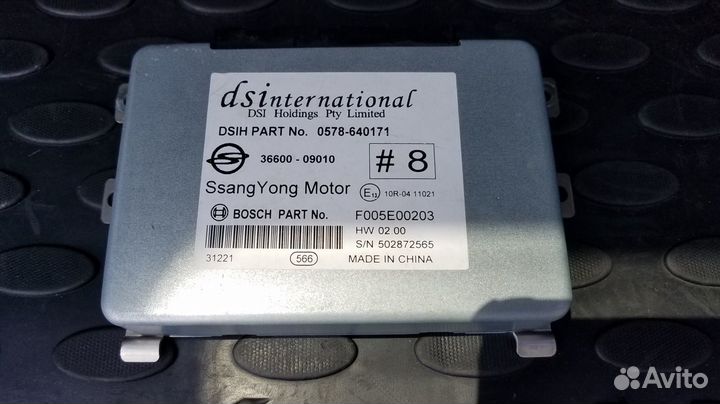 dsinternational
DSI Holdings Pty Limited
DSIH PART No. 0578-640171
36600 - 09010
# 8
SsangYong Motor
E13 10R-04 11021
BOSCH PART No. F005E00203
HW 02.00
S/N 502872565
31221 566 MADE IN CHINA
Avito